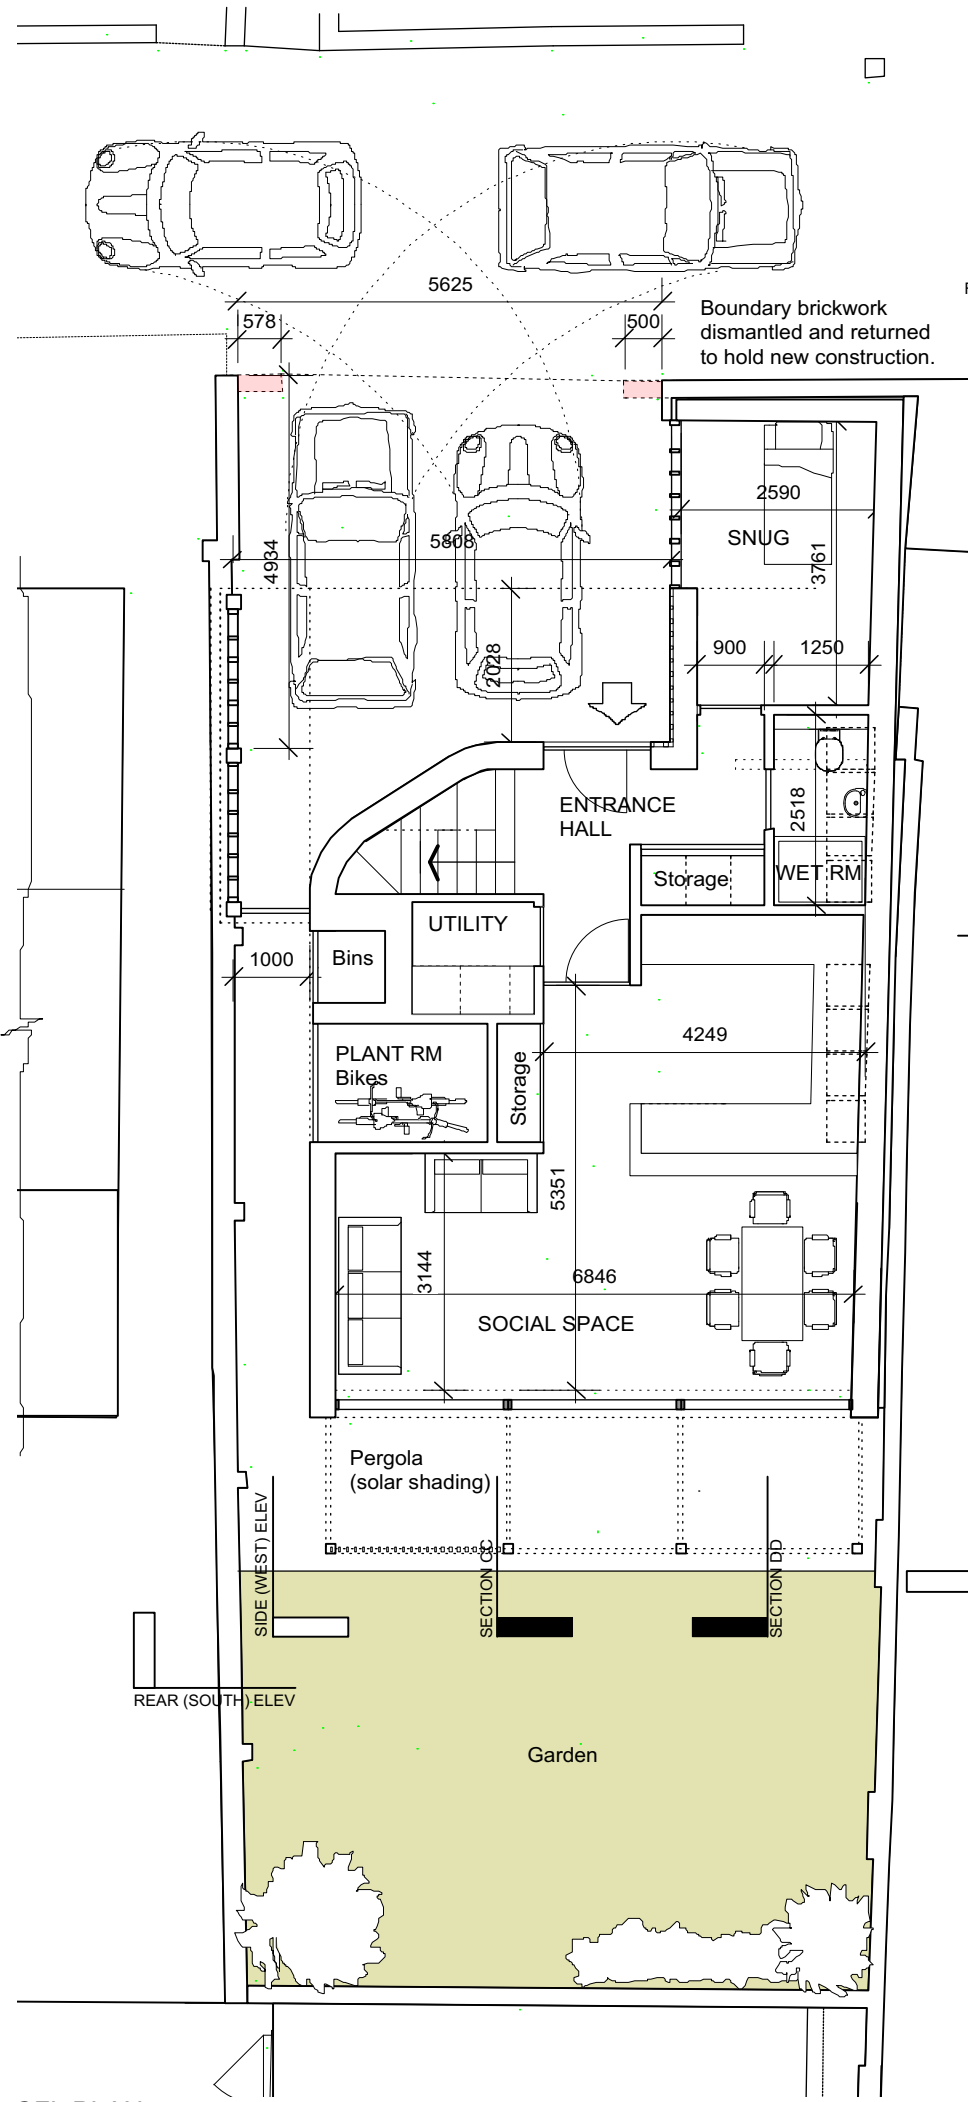 5625
578
500
Boundary brickwork
dismantled and returned
to hold new construction.
2590
SNUG
5808
4934
3761
2028
900
1250
ENTRANCE
HALL
2518
Storage
WET RM
UTILITY
Bins
1000
4249
PLANT RM
Bikes
Storage
5351
3144
6846
SOCIAL SPACE
Pergola
(solar shading)
SIDE (WEST) ELEV
SECTION CC
SECTION DD
REAR (SOUTH) ELEV
Garden